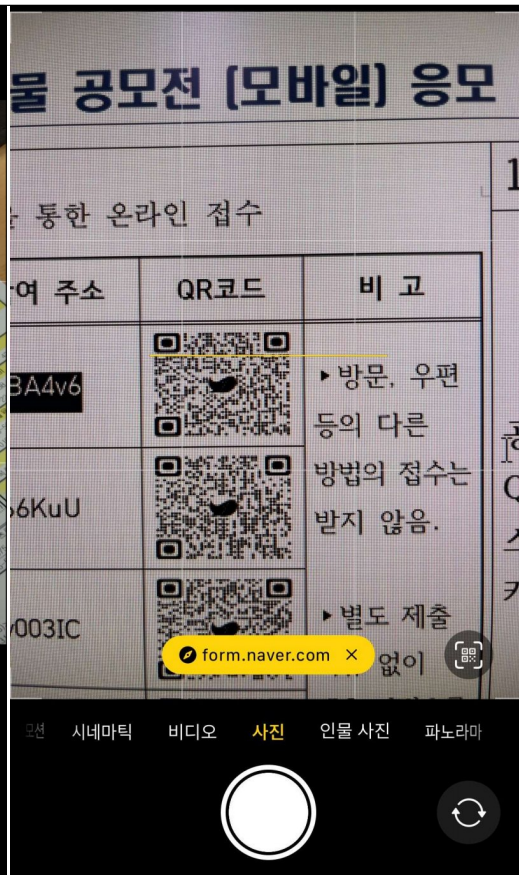 물 공모전 [모바일] 응모
통한 온라인 접수
여 주소 QR코드 비 고
3A4v6
▸방문, 우편
등의 다른
방법의 접수는
받지 않음.
6KuU
003IC
▸별도 제출
없이
form.naver.com ×
1
Q
시네마틱 비디오 사진 인물 사진 파노라마